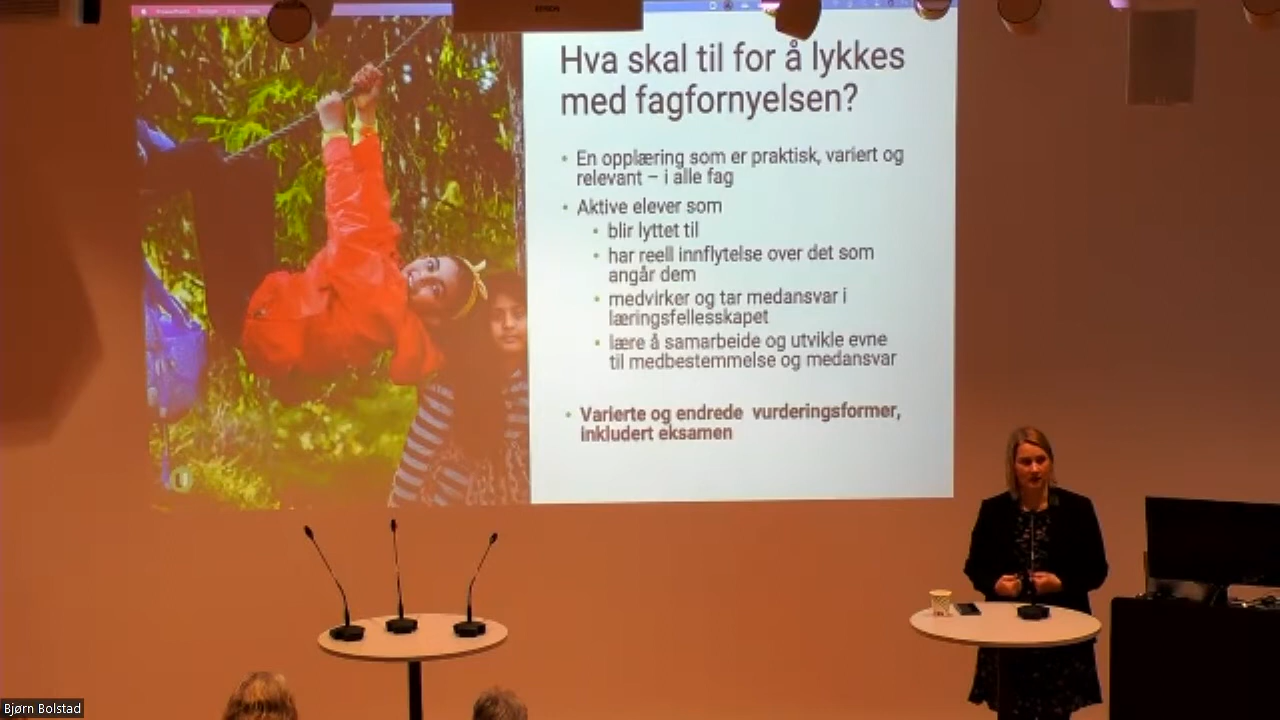 EPSON
Hva skal til for å lykkes
med fagfornyelsen?
• En opplæring som er praktisk, variert og
relevant – i alle fag
• Aktive elever som
• blir lyttet til
• har reell innflytelse over det som
angår dem
• medvirker og tar medansvar i
læringsfellesskapet
• lære å samarbeide og utvikle evne
til medbestemmelse og medansvar
• Varierte og endrede vurderingsformer,
inkludert eksamen
Bjørn Bolstad